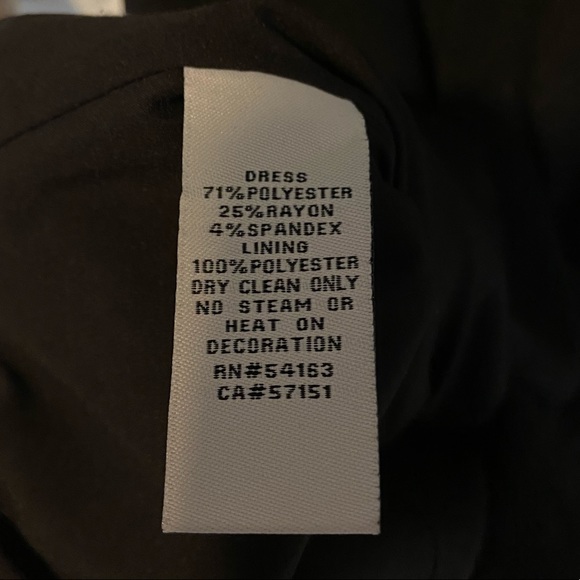 DRESS
71%POLYESTER
25%RAYON
4%SPANDEX
LINING
100%POLYESTER
DRY CLEAN ONLY
NO STEAM OR
HEAT ON
DECORATION
RN#54163
CA#57151